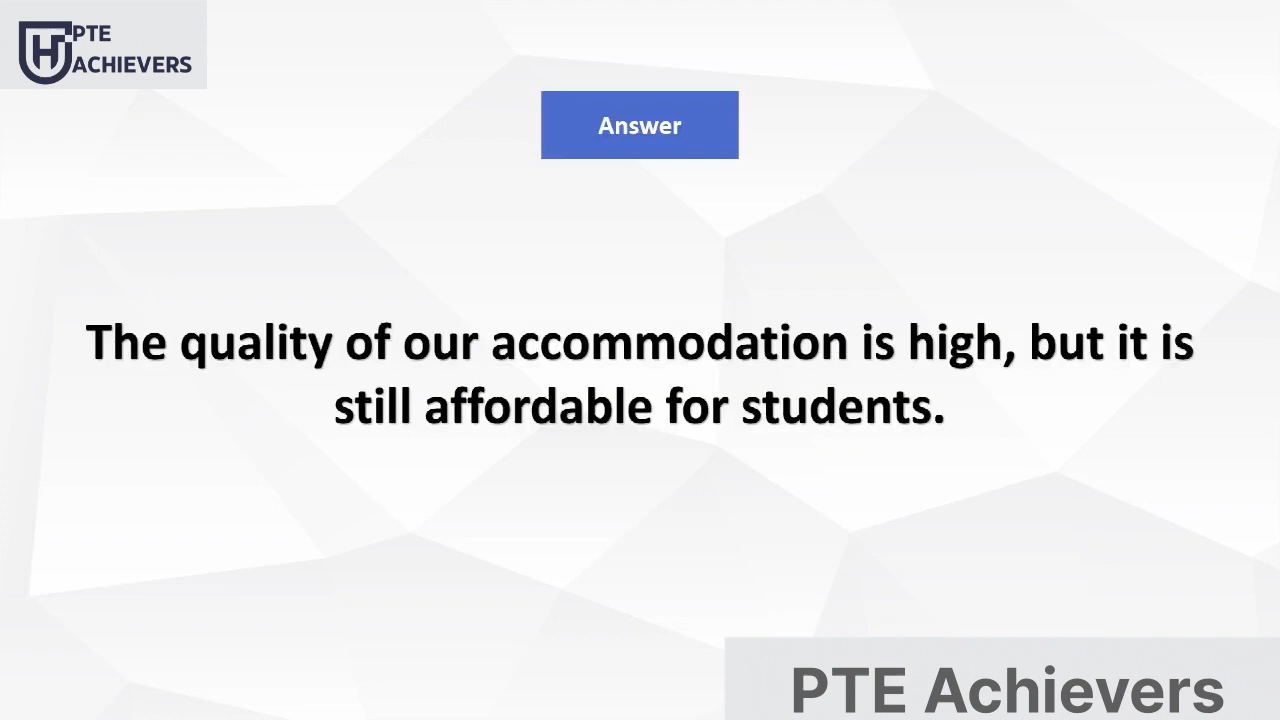 PTE
ACHIEVERS
Answer
The quality of our accommodation is high, but it is
still affordable for students.
PTE Achievers